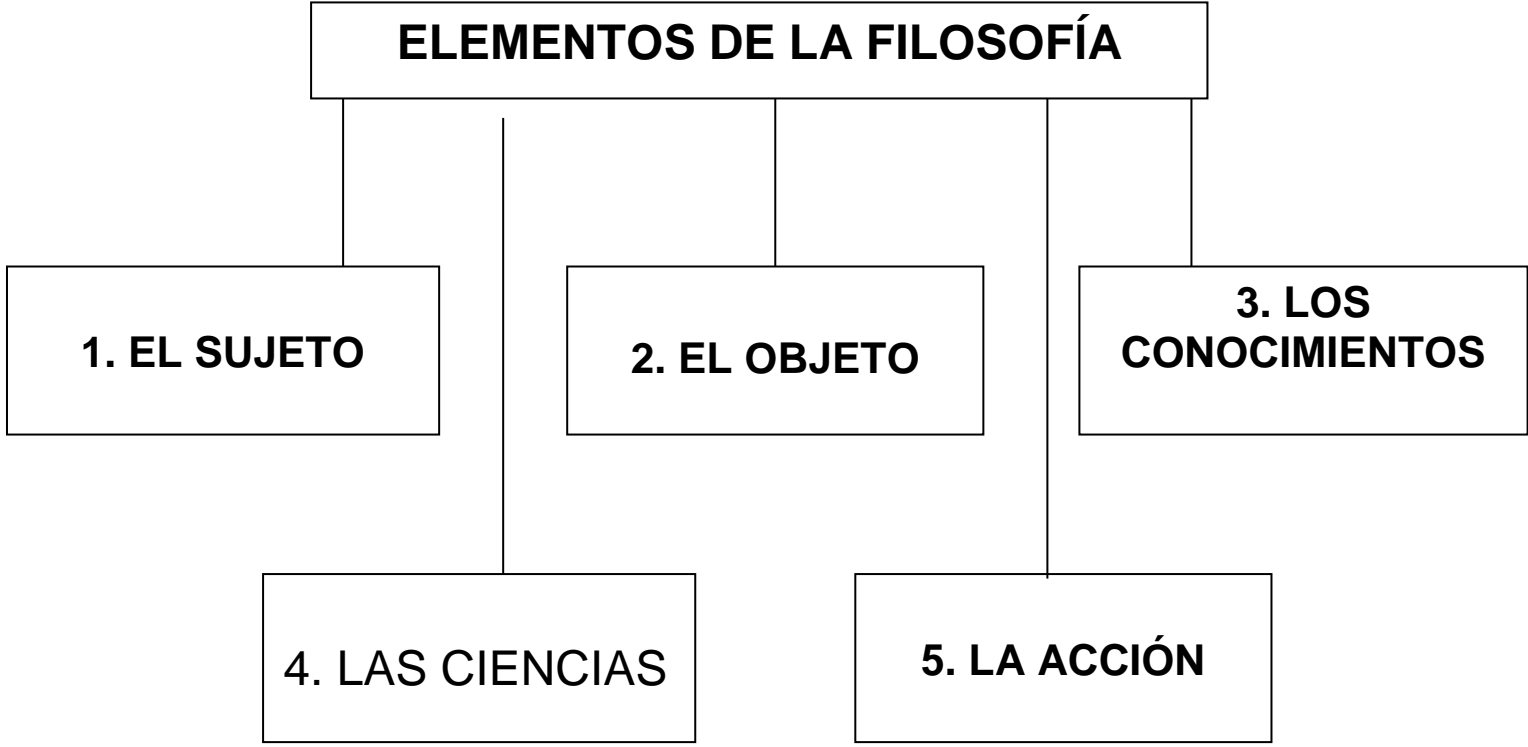 ELEMENTOS DE LA FILOSOFÍA
1. EL SUJETO
2. EL OBJETO
3. LOS
CONOCIMIENTOS
4. LAS CIENCIAS
5. LA ACCIÓN